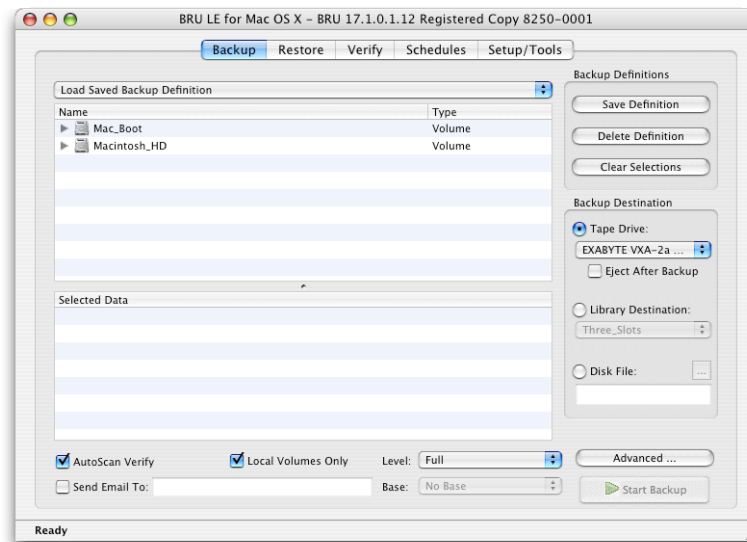 BRU LE for Mac OS X - BRU 17.1.0.1.12 Registered Copy 8250-0001
Backup Restore Verify Schedules Setup/Tools
Load Saved Backup Definition
Name Type
Mac_Boot Volume
Macintosh_HD Volume
Selected Data
Backup Definitions
Save Definition
Delete Definition
Clear Selections
Backup Destination
Tape Drive:
EXABYTE VXA-2a ...
Eject After Backup
Library Destination:
Three_Slots
Disk File:
...
AutoScan Verify Local Volumes Only Level: Full Advanced ...
Send Email To: Base: No Base Start Backup
Ready